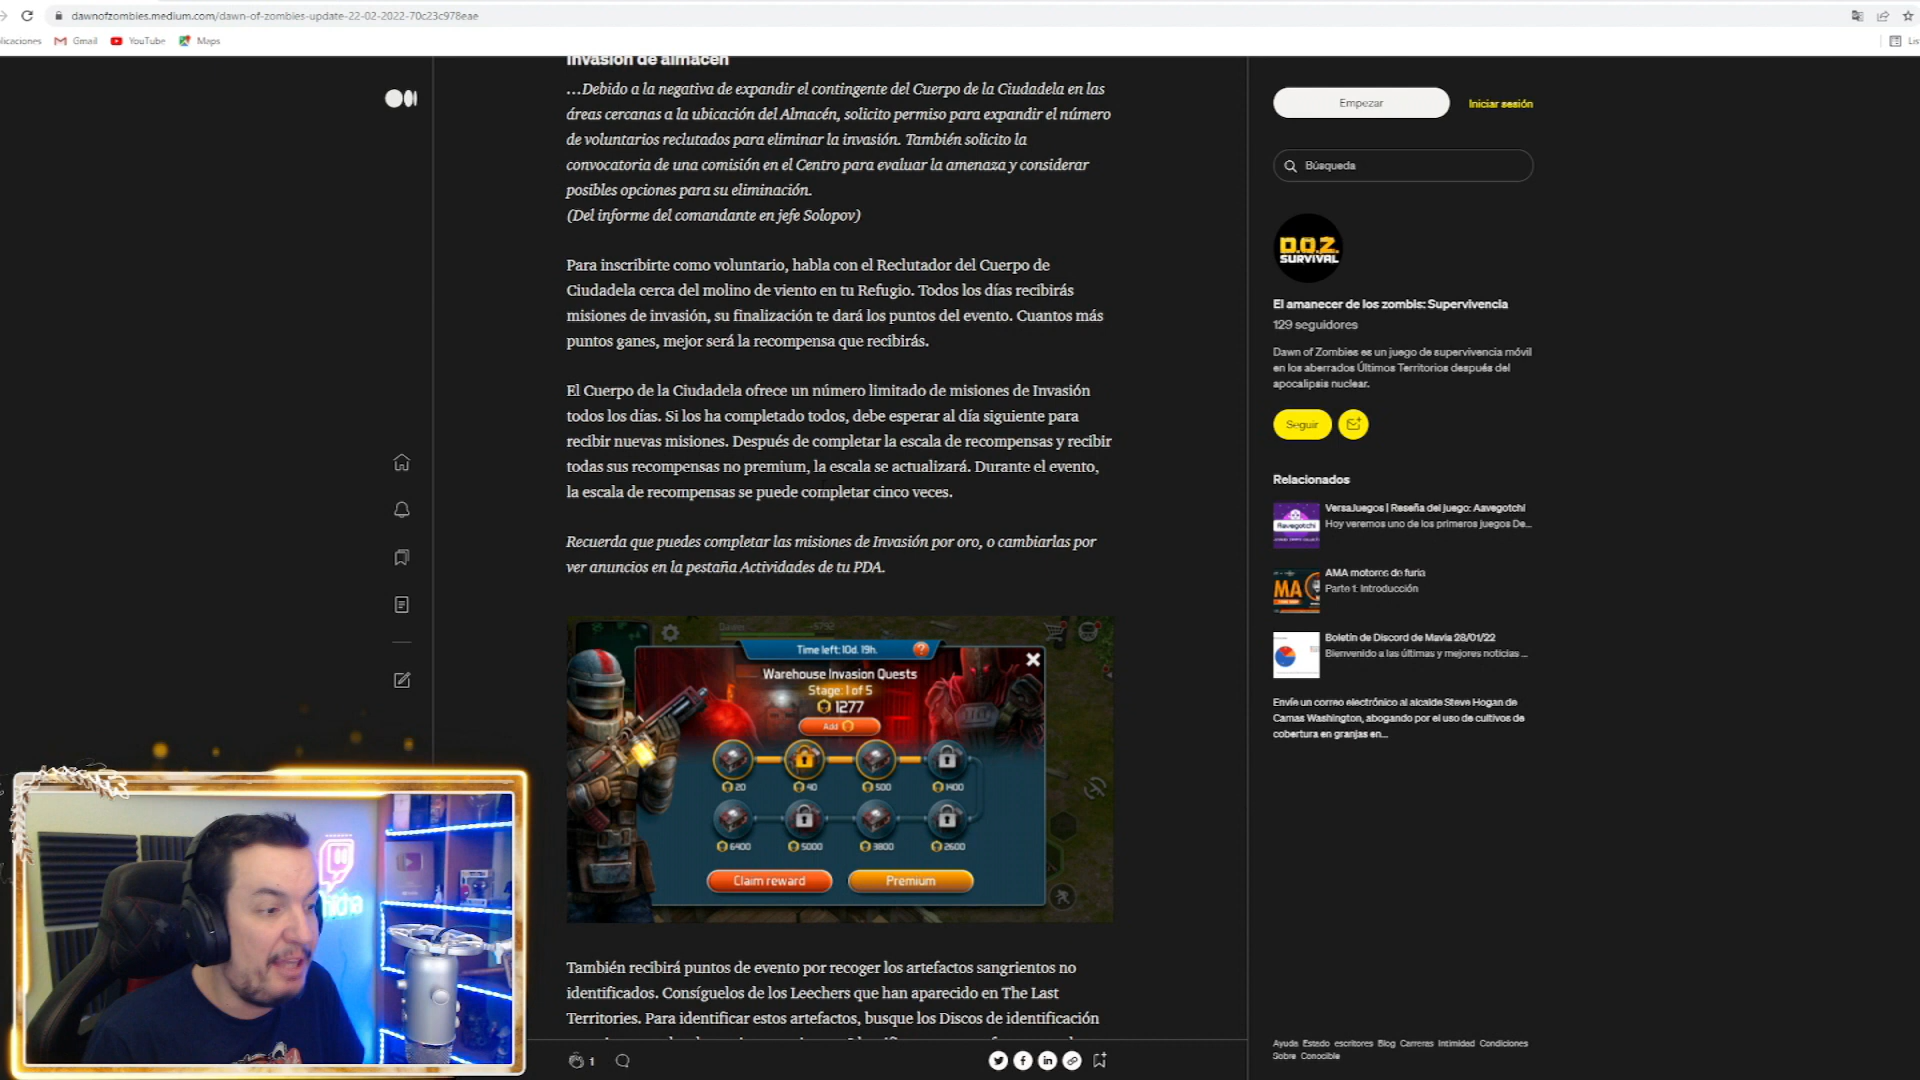 dawnofzombies.medium.com/dawn-of-zombies-update-22-02-2022-70c23c978eae
licaciones Gmail YouTube Maps
Invasión de almacén
…Debido a la negativa de expandir el contingente del Cuerpo de la Ciudadela en las
áreas cercanas a la ubicación del Almacén, solicito permiso para expandir el número
de voluntarios reclutados para eliminar la invasión. También solicito la
convocatoria de una comisión en el Centro para evaluar la amenaza y considerar
posibles opciones para su eliminación.
(Del informe del comandante en jefe Solopov)
Para inscribirte como voluntario, habla con el Reclutador del Cuerpo de
Ciudadela cerca del molino de viento en tu Refugio. Todos los días recibirás
misiones de invasión, su finalización te dará los puntos del evento. Cuantos más
puntos ganes, mejor será la recompensa que recibirás.
El Cuerpo de la Ciudadela ofrece un número limitado de misiones de Invasión
todos los días. Si los ha completado todos, debe esperar al día siguiente para
recibir nuevas misiones. Después de completar la escala de recompensas y recibir
todas sus recompensas no premium, la escala se actualizará. Durante el evento,
la escala de recompensas se puede completar cinco veces.
Recuerda que puedes completar las misiones de Invasión por oro, o cambiarlas por
ver anuncios en la pestaña Actividades de tu PDA.
Time left: 10d. 19h. ?
Warehouse Invasion Quests
Stage: 1 of 5
1277
Add
20 40 500 1400
6400 5000 3800 2600
Claim reward Premium
También recibirá puntos de evento por recoger los artefactos sangrientos no
identificados. Consíguelos de los Leechers que han aparecido en The Last
Territories. Para identificar estos artefactos, busque los Discos de identificación
1
Empezar Iniciar sesión
Búsqueda
D.O.Z.
SURVIVAL
El amanecer de los zombis: Supervivencia
129 seguidores
Dawn of Zombies es un juego de supervivencia móvil
en los aberrados Últimos Territorios después del
apocalipsis nuclear.
Seguir
Relacionados
VersaJuegos | Reseña del juego: Aavegotchi
Hoy veremos uno de los primeros juegos De...
Aavegotchi
AMA motores de furia
Parte 1: Introducción
MA
Boletín de Discord de Mavia 28/01/22
Bienvenido a las últimas y mejores noticias ...
Envíe un correo electrónico al alcalde Steve Hogan de
Camas Washington, abogando por el uso de cultivos de
cobertura en granjas en...
Ayuda Estado escritores Blog Carreras Intimidad Condiciones
Sobre Conocible